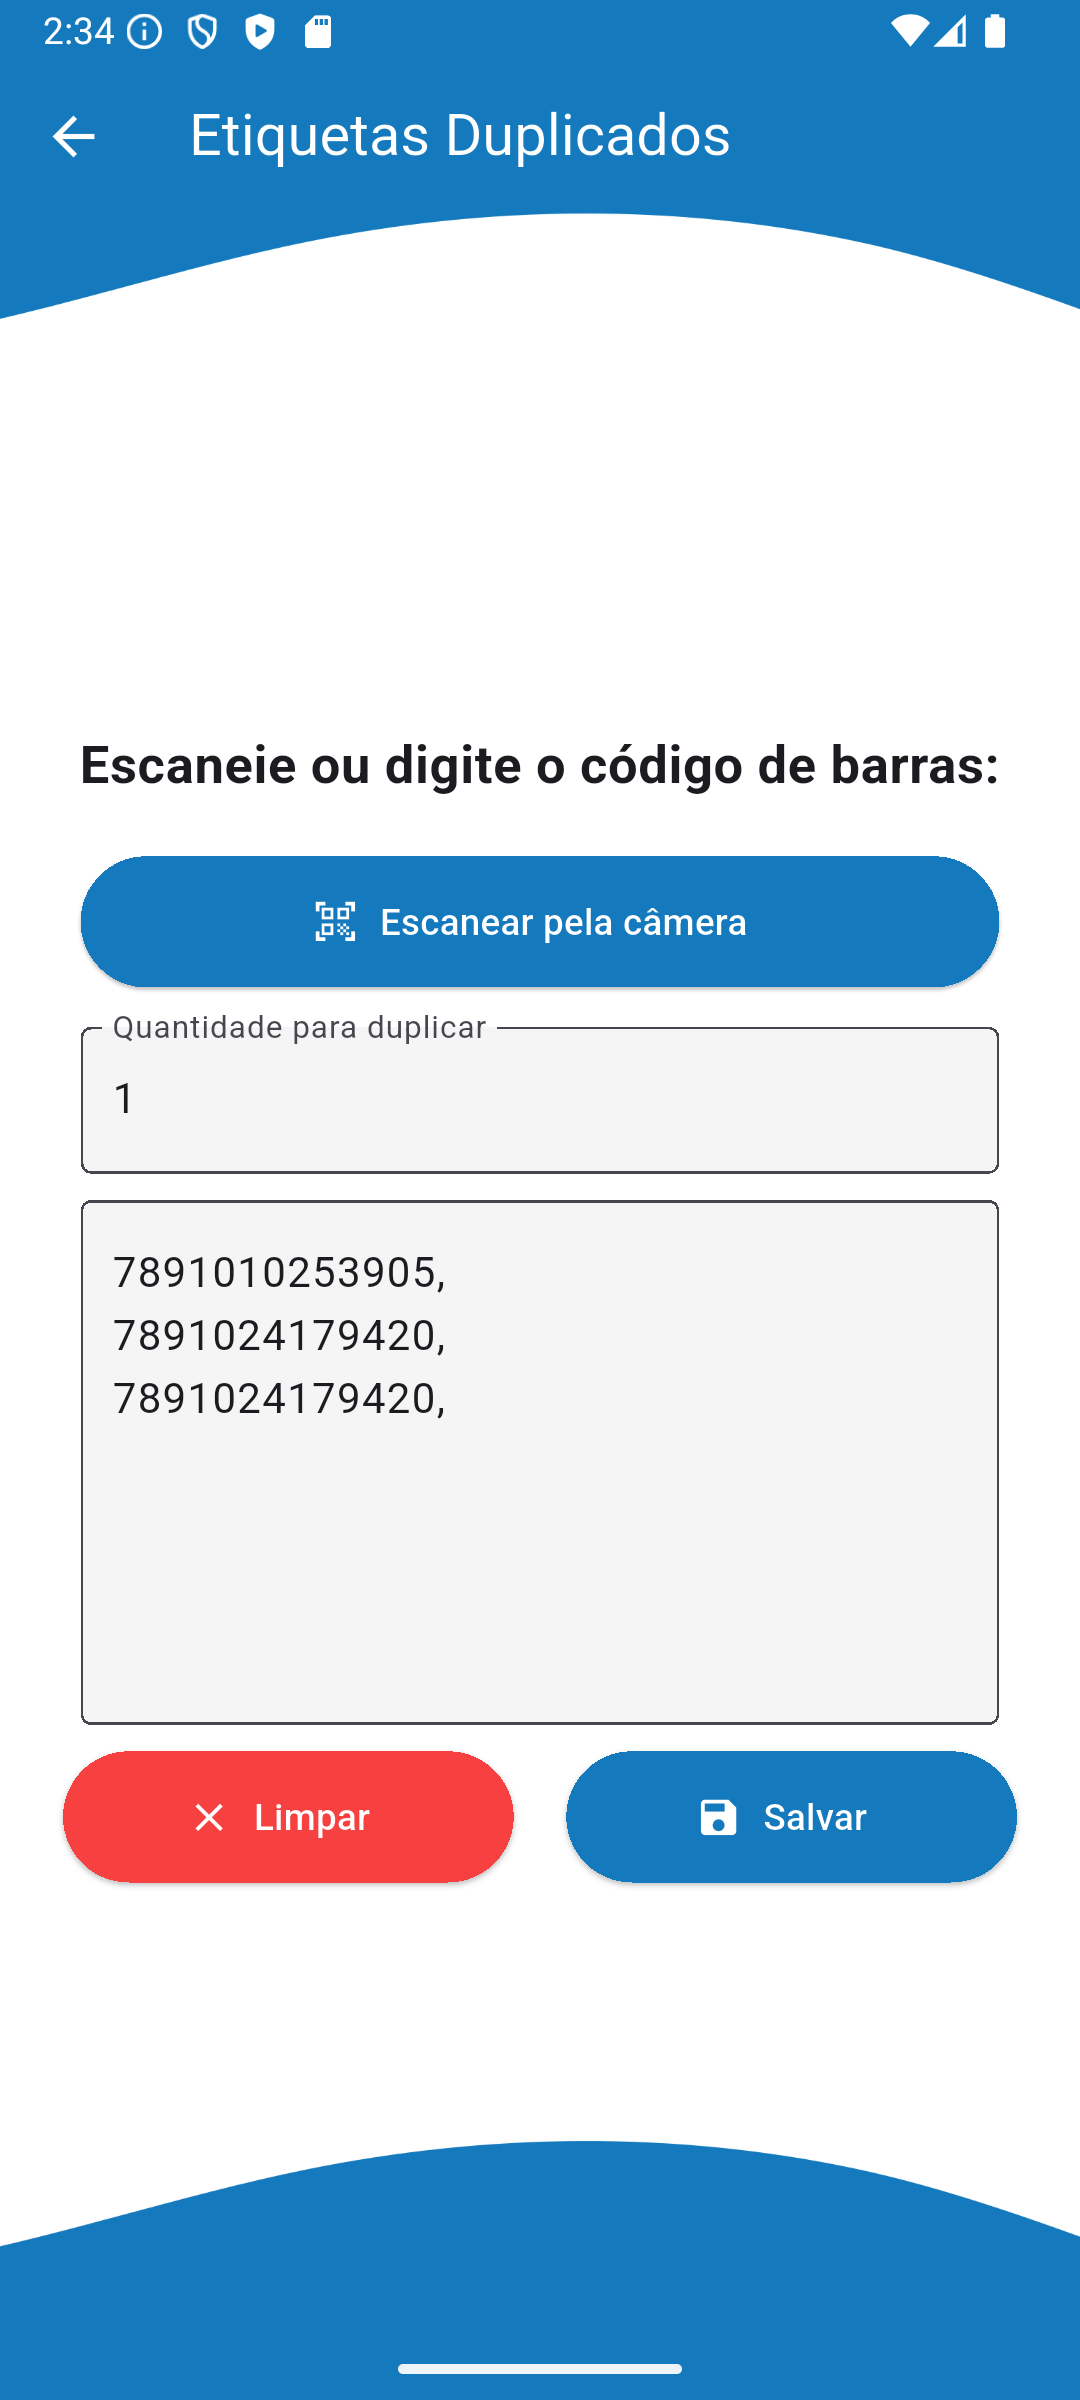 2:34
Etiquetas Duplicados
Escaneie ou digite o código de barras:
Escanear pela câmera
Quantidade para duplicar
1
7891010253905,
7891024179420,
7891024179420,
Limpar
Salvar